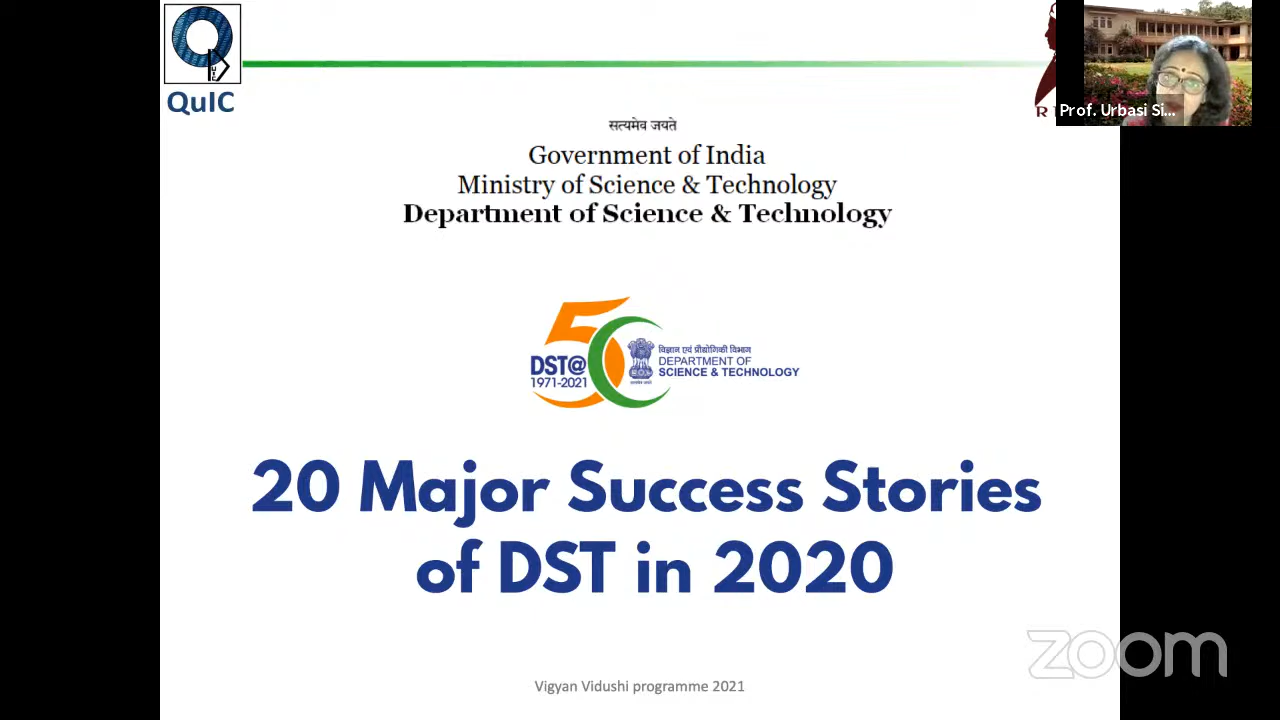 QuIC
Prof. Urbasi Si...
सत्यमेव जयते
Government of India
Ministry of Science & Technology
Department of Science & Technology
DST@
1971-2021
विज्ञान एवं प्रौद्योगिकी विभाग
DEPARTMENT OF
SCIENCE & TECHNOLOGY
20 Major Success Stories
of DST in 2020
zoom
Vigyan Vidushi programme 2021